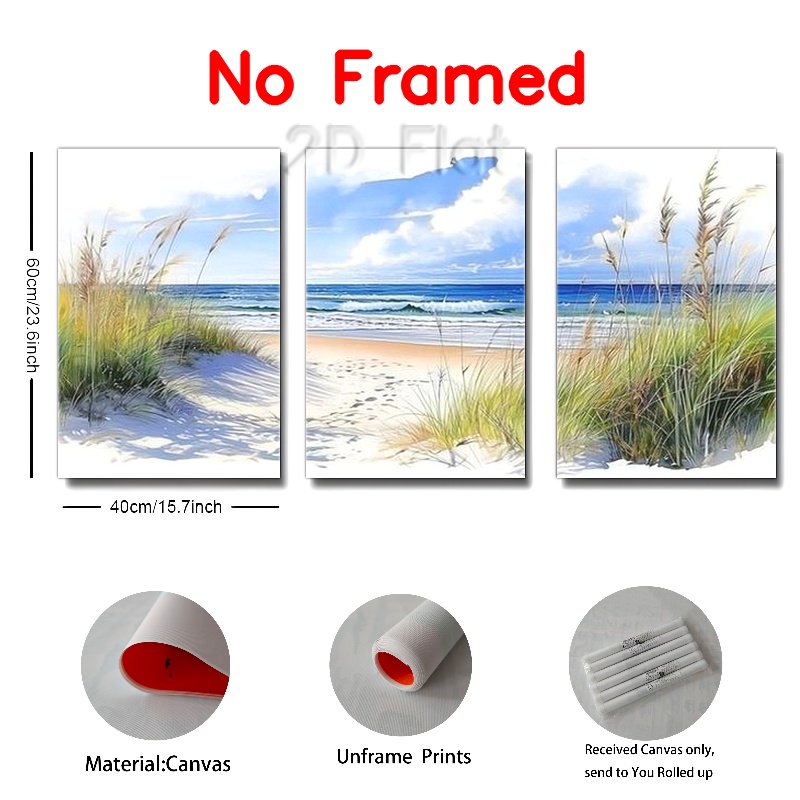 No Framed
2D Flat
60cm/23.6inch
40cm/15.7inch
Material:Canvas
Unframe Prints
Received Canvas only,
send to You Rolled up